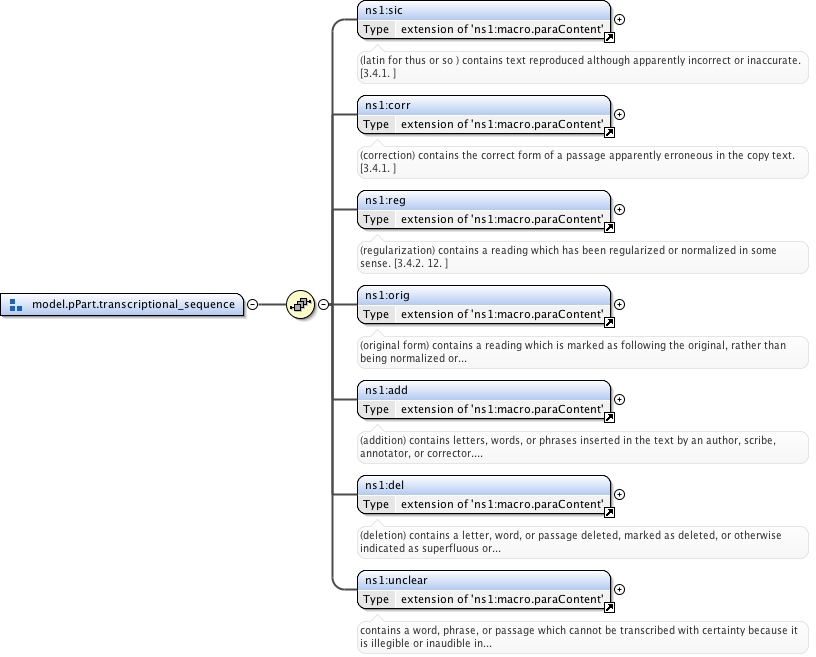 ns1:sic
Type extension of 'ns1:macro.paraContent'
(latin for thus or so ) contains text reproduced although apparently incorrect or inaccurate.
[3.4.1. ]
ns1:corr
Type extension of 'ns1:macro.paraContent'
(correction) contains the correct form of a passage apparently erroneous in the copy text.
[3.4.1. ]
ns1:reg
Type extension of 'ns1:macro.paraContent'
(regularization) contains a reading which has been regularized or normalized in some
sense. [3.4.2. 12. ]
model.pPart.transcriptional_sequence
ns1:orig
Type extension of 'ns1:macro.paraContent'
(original form) contains a reading which is marked as following the original, rather than
being normalized or...
ns1:add
Type extension of 'ns1:macro.paraContent'
(addition) contains letters, words, or phrases inserted in the text by an author, scribe,
annotator, or corrector....
ns1:del
Type extension of 'ns1:macro.paraContent'
(deletion) contains a letter, word, or passage deleted, marked as deleted, or otherwise
indicated as superfluous or...
ns1:unclear
Type extension of 'ns1:macro.paraContent'
contains a word, phrase, or passage which cannot be transcribed with certainty because it
is illegible or inaudible in...